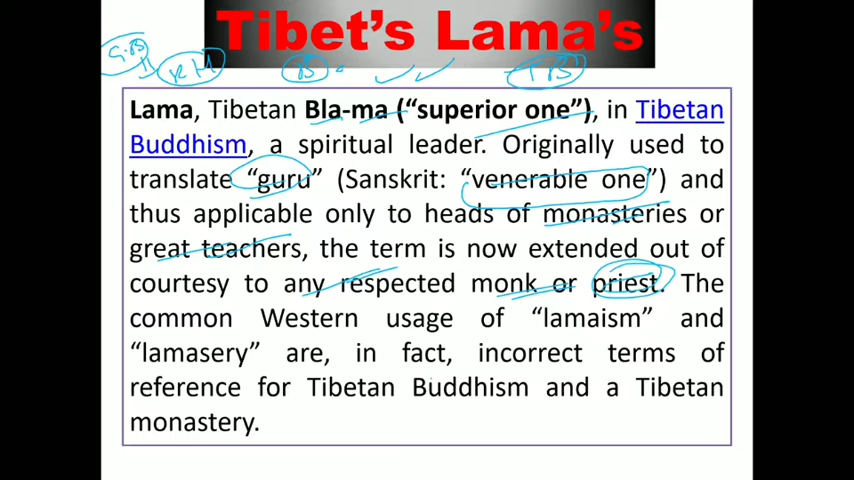 Tibet's Lama's
B
Lama, Tibetan Bla-ma ("superior one"), in Tibetan
Buddhism, a spiritual leader. Originally used to
translate "guru" (Sanskrit: "venerable one") and
thus applicable only to heads of monasteries or
great teachers, the term is now extended out of
courtesy to any respected monk or priest. The
common Western usage of "lamaism" and
"lamasery" are, in fact, incorrect terms of
reference for Tibetan Buddhism and a Tibetan
monastery.